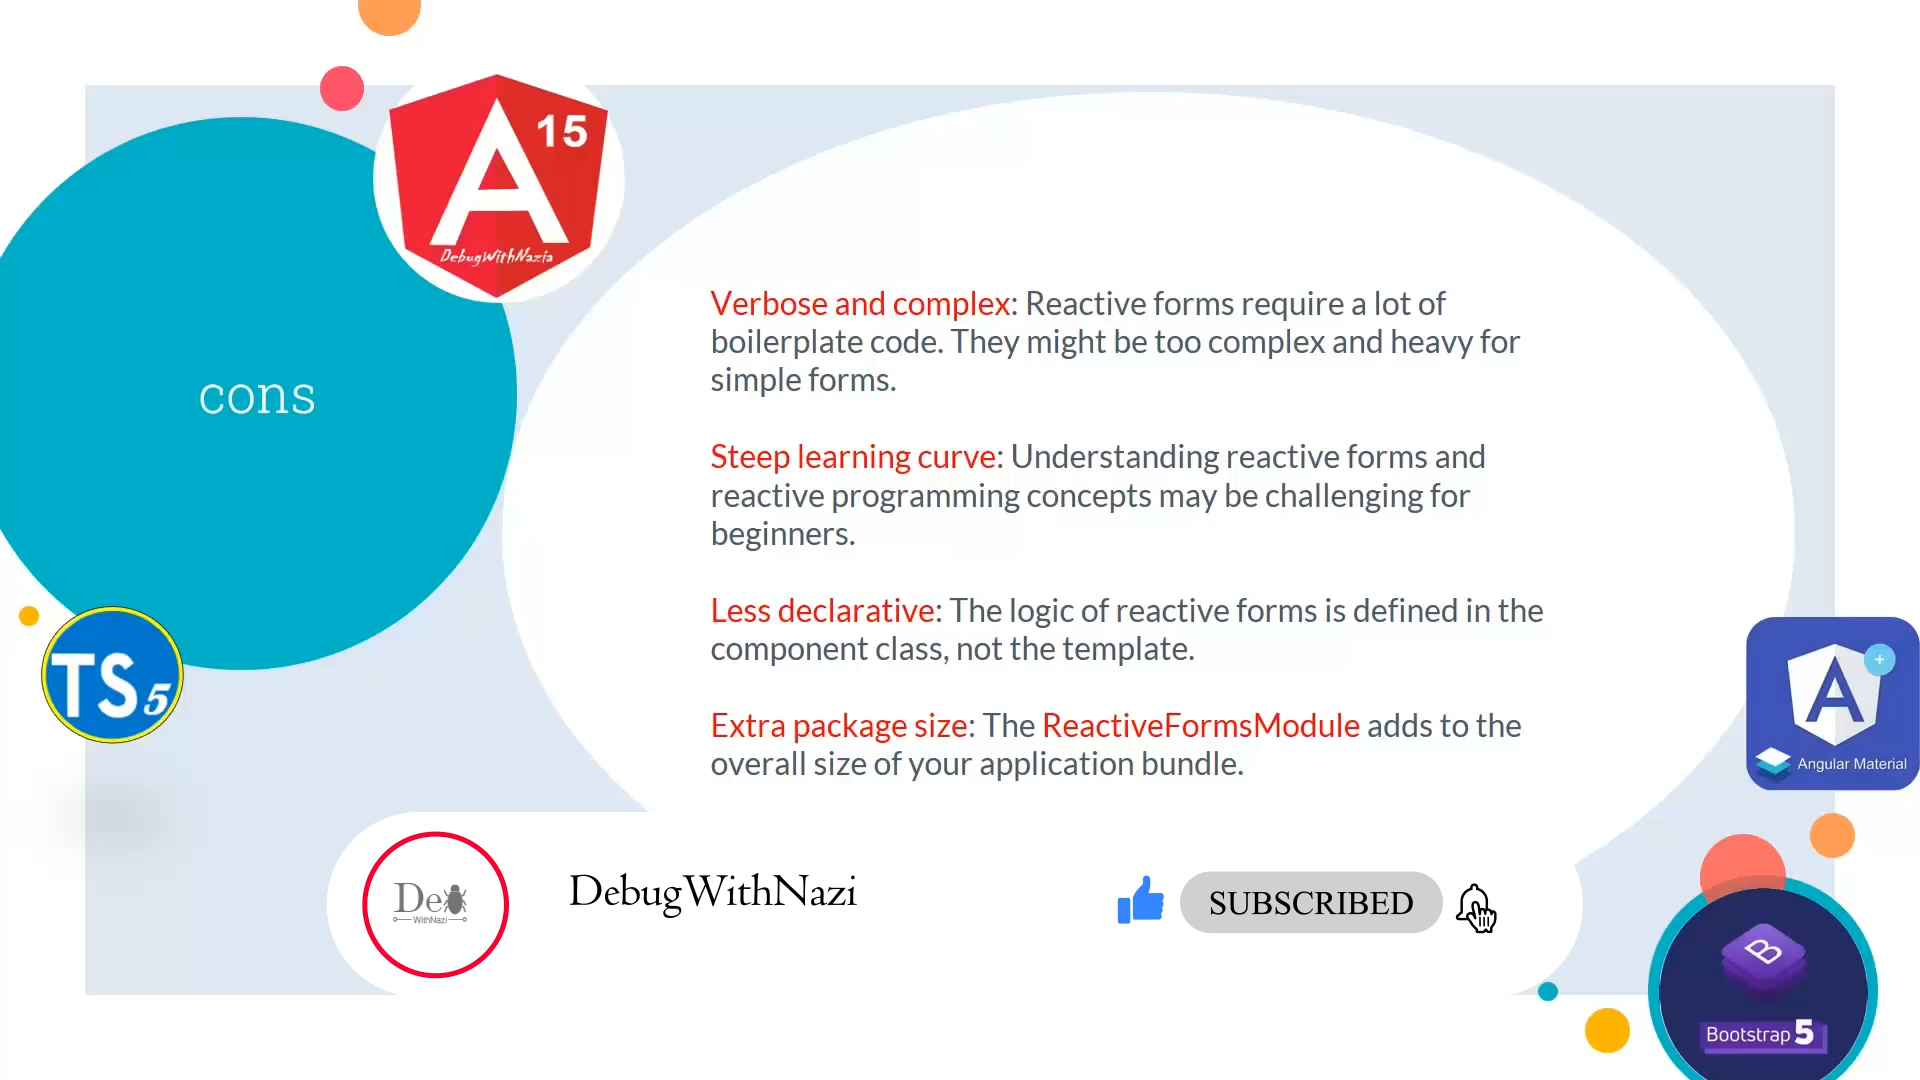 15
DebugWithNazia
cons
Verbose and complex: Reactive forms require a lot of
boilerplate code. They might be too complex and heavy for
simple forms.
Steep learning curve: Understanding reactive forms and
reactive programming concepts may be challenging for
beginners.
Less declarative: The logic of reactive forms is defined in the
component class, not the template.
Extra package size: The ReactiveFormsModule adds to the
overall size of your application bundle.
TS 5
A
+
Angular Material
De
WithNazi
DebugWithNazi
SUBSCRIBED
B
Bootstrap 5